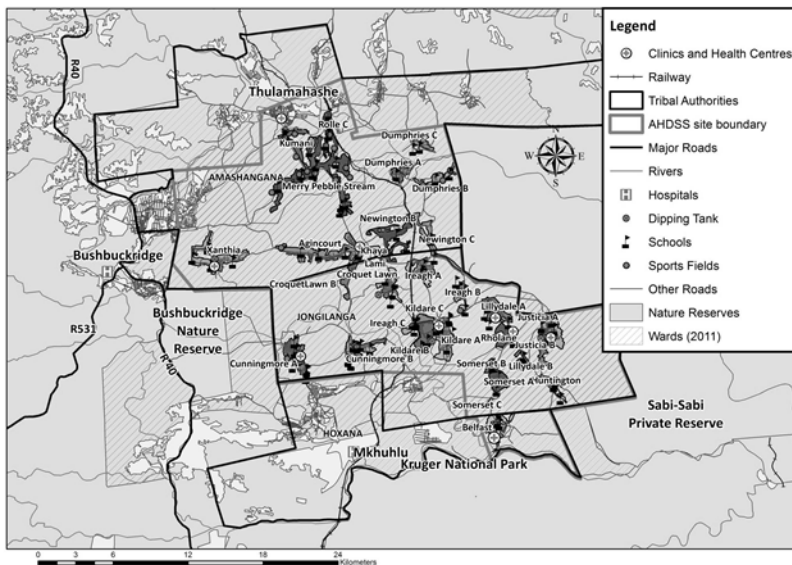 Legend
Clinics and Health Centres
Railway
Tribal Authorities
AHDSS site boundary
Major Roads
Rivers
H Hospitals
Dipping Tank
Schools
Sports Fields
Other Roads
Nature Reserves
Wards (2011)
R40
Thulamahashe
Rolle C
Kumani
Dumphries C
N
W E
S
Dumphries A
AMASHANGANA
Merry Pebble Stream
Dumphries B
Newington B
Newington C
Xanthia
Agincourt
Khaya
Lami
Bushbuckridge
H
Croquet Lawn
Ireagh A
CroquetLawn B
Ireagh B
Bushbuckridge
Nature
Reserve
JONGILANGA
Kildare C
Lillydale A
Justicia A
R531
Ireagh C
Kildare A
Rholane
Justicia B
R40
Cunningmore A
Cunningmore B
KildareB
Lillydale B
Somerset B
Somerset A
Huntington
Somerset C
Sabi-Sabi
Private Reserve
HOXANA
Belfast
Mkhuhlu
H
Kruger National Park
0 3 6 12 18 24
Kilometers